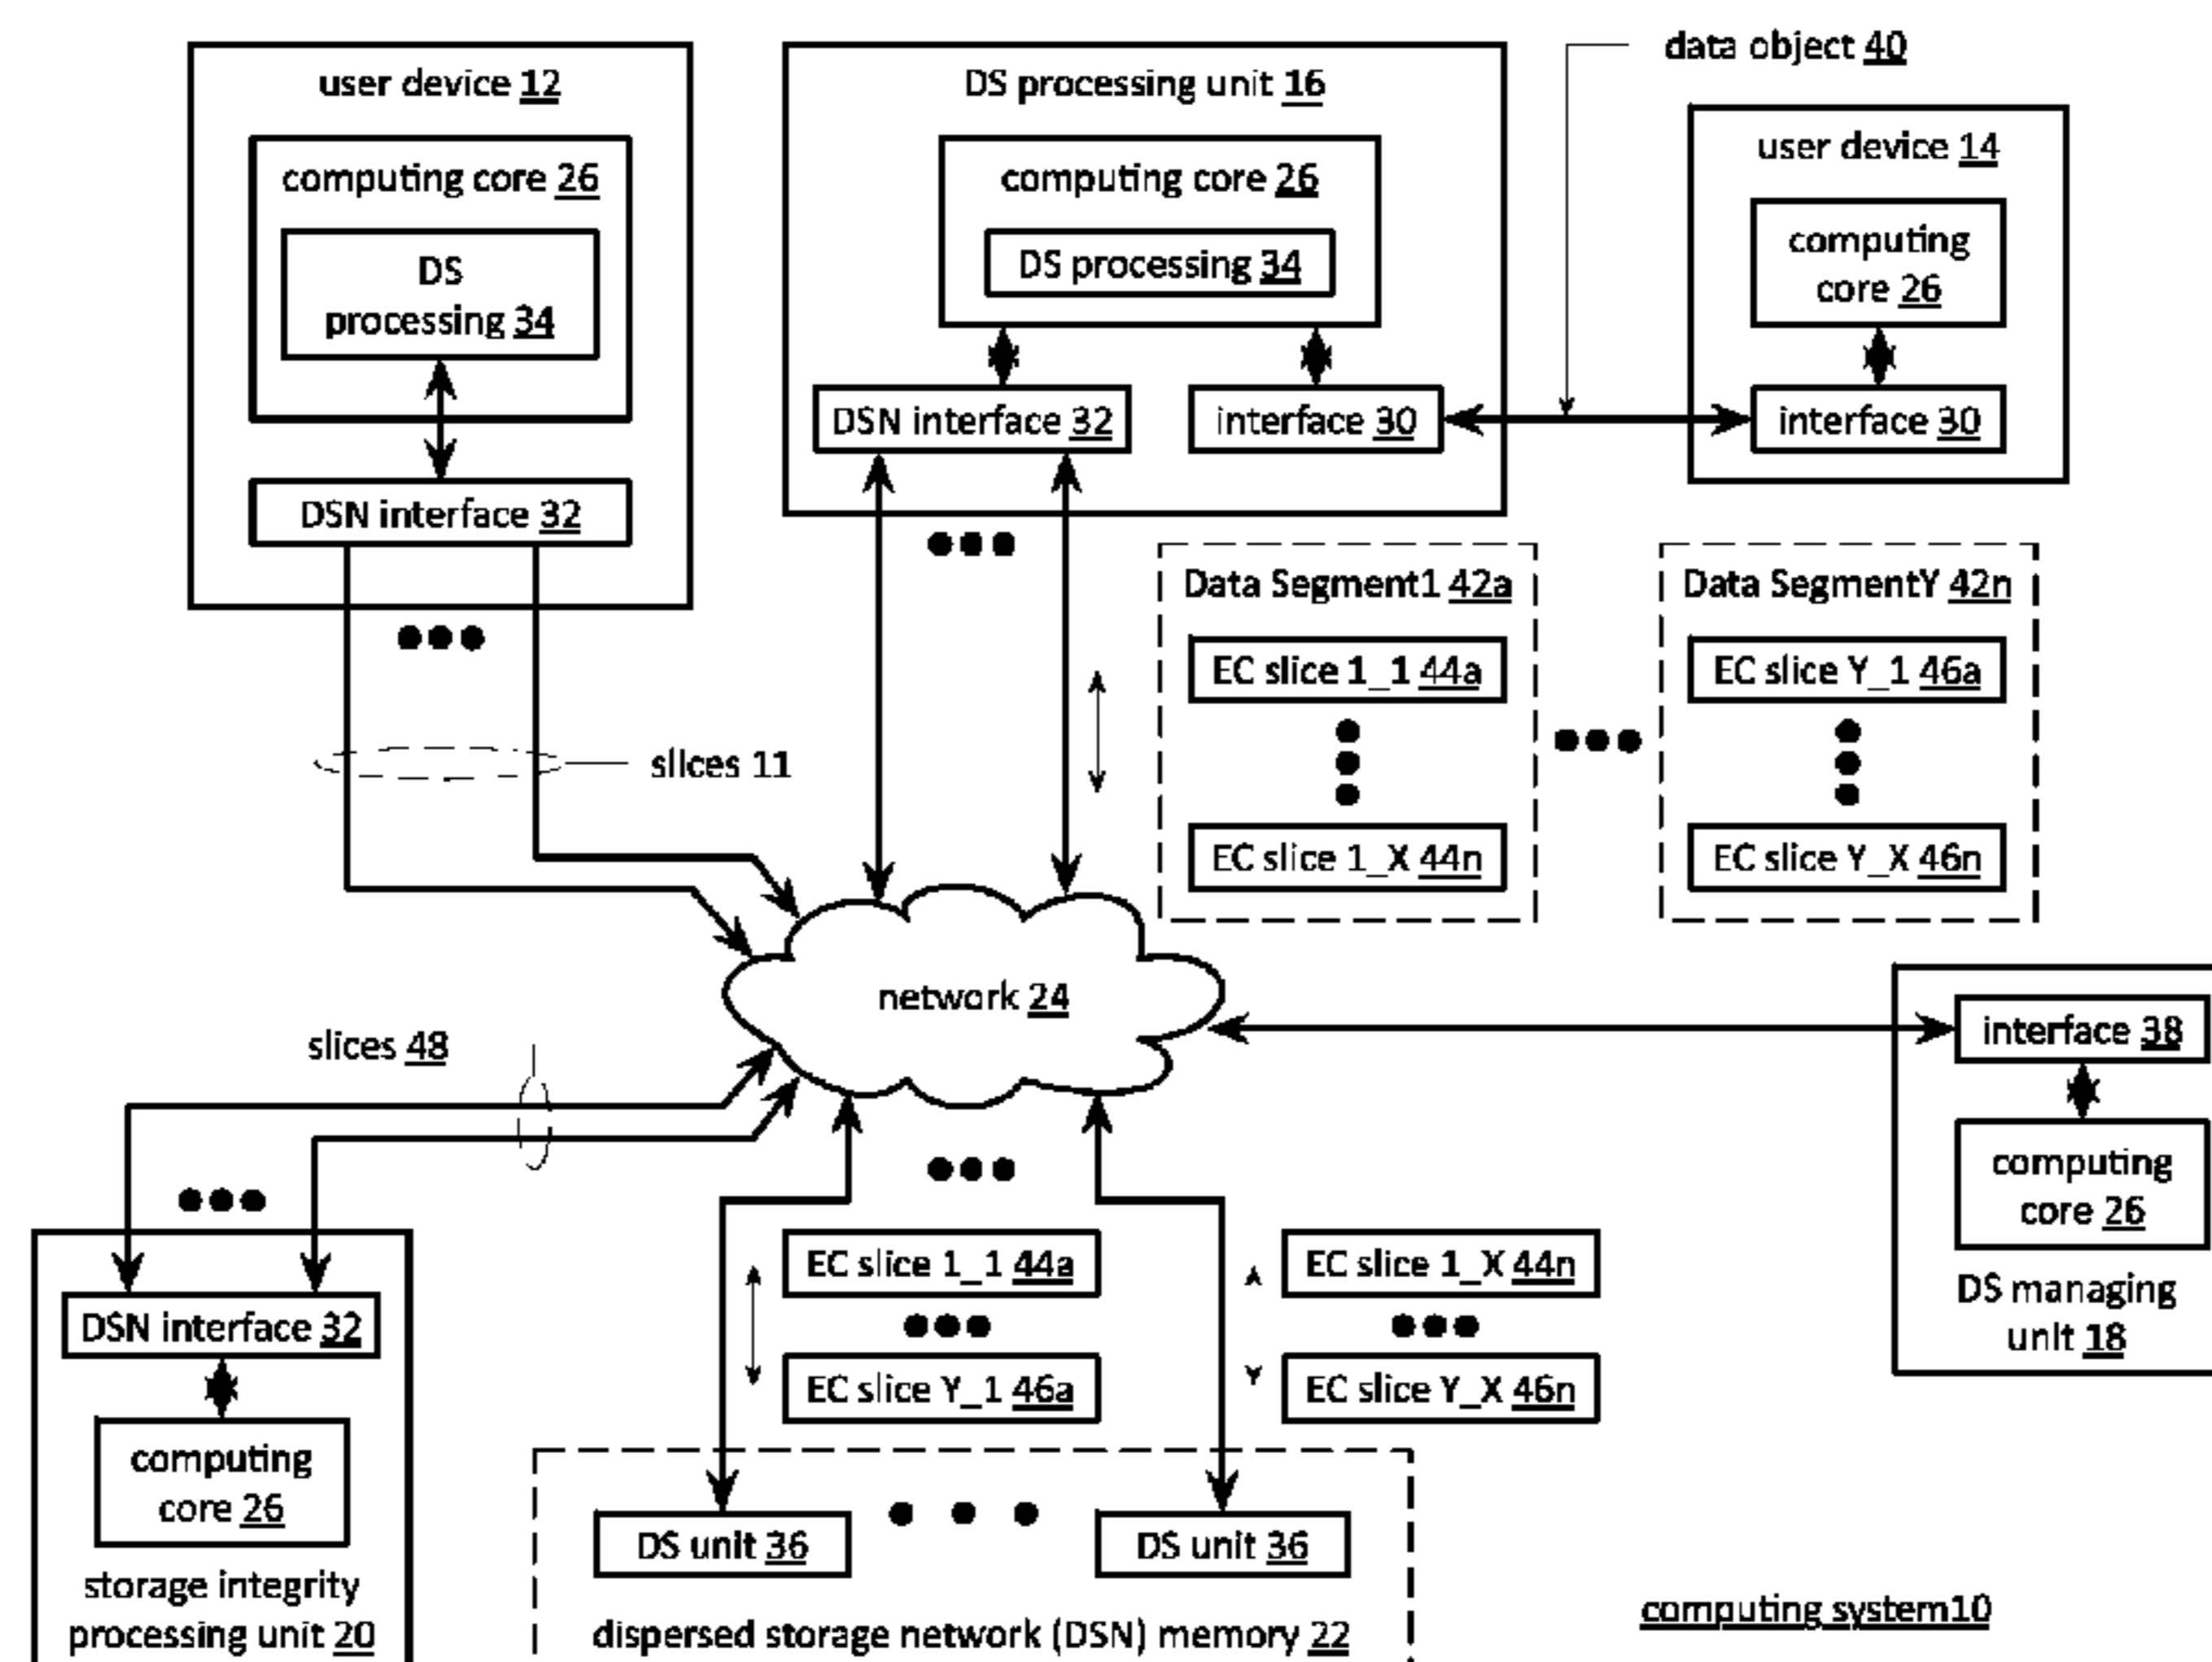 user device 12
computing core 26
DS
processing 34
DSN interface 32
DS processing unit 16
computing core 26
DS processing 34
DSN interface 32
interface 30
data object 40
user device 14
computing
core 26
interface 30
slices 11
Data Segment1 42a
EC slice 1_1 44a
EC slice 1_X 44n
Data SegmentY 42n
EC slice Y_1 46a
EC slice Y_X 46n
network 24
slices 48
interface 38
computing
core 26
DS managing
unit 18
DSN interface 32
computing
core 26
storage integrity
processing unit 20
EC slice 1_1 44a
EC slice Y_1 46a
EC slice 1_X 44n
EC slice Y_X 46n
DS unit 36
DS unit 36
dispersed storage network (DSN) memory 22
computing system10